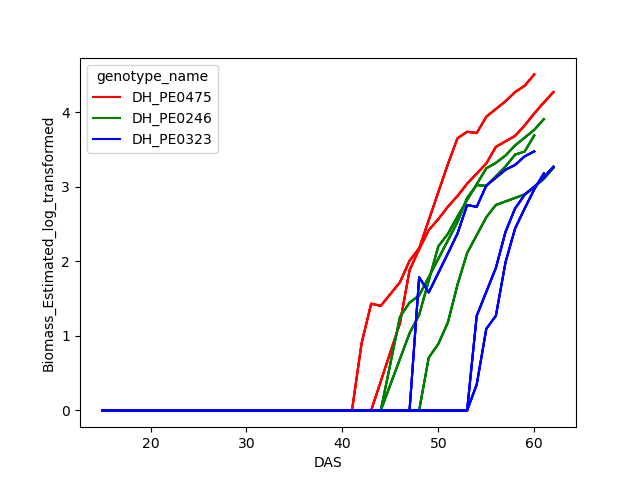 genotype_name
DH_PE0475
DH_PE0246
DH_PE0323
Biomass_Estimated_log_transformed
4
3
2
1
0
20 30 40 50 60
DAS